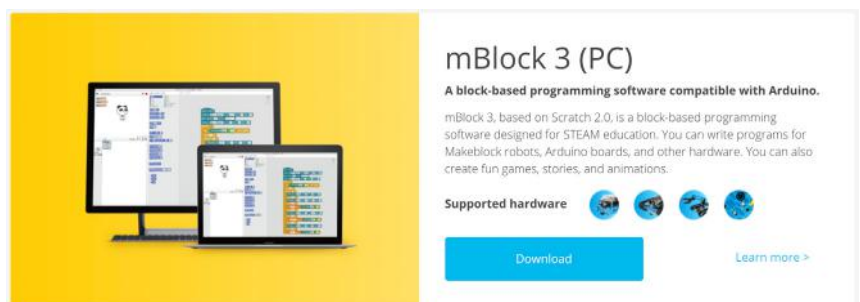 mBlock 3 (PC)
A block-based programming software compatible with Arduino.
mBlock 3, based on Scratch 2.0, is a block-based programming
software designed for STEAM education. You can write programs for
Makeblock robots, Arduino boards, and other hardware. You can also
create fun games, stories, and animations.
Supported hardware
Download
Learn more >